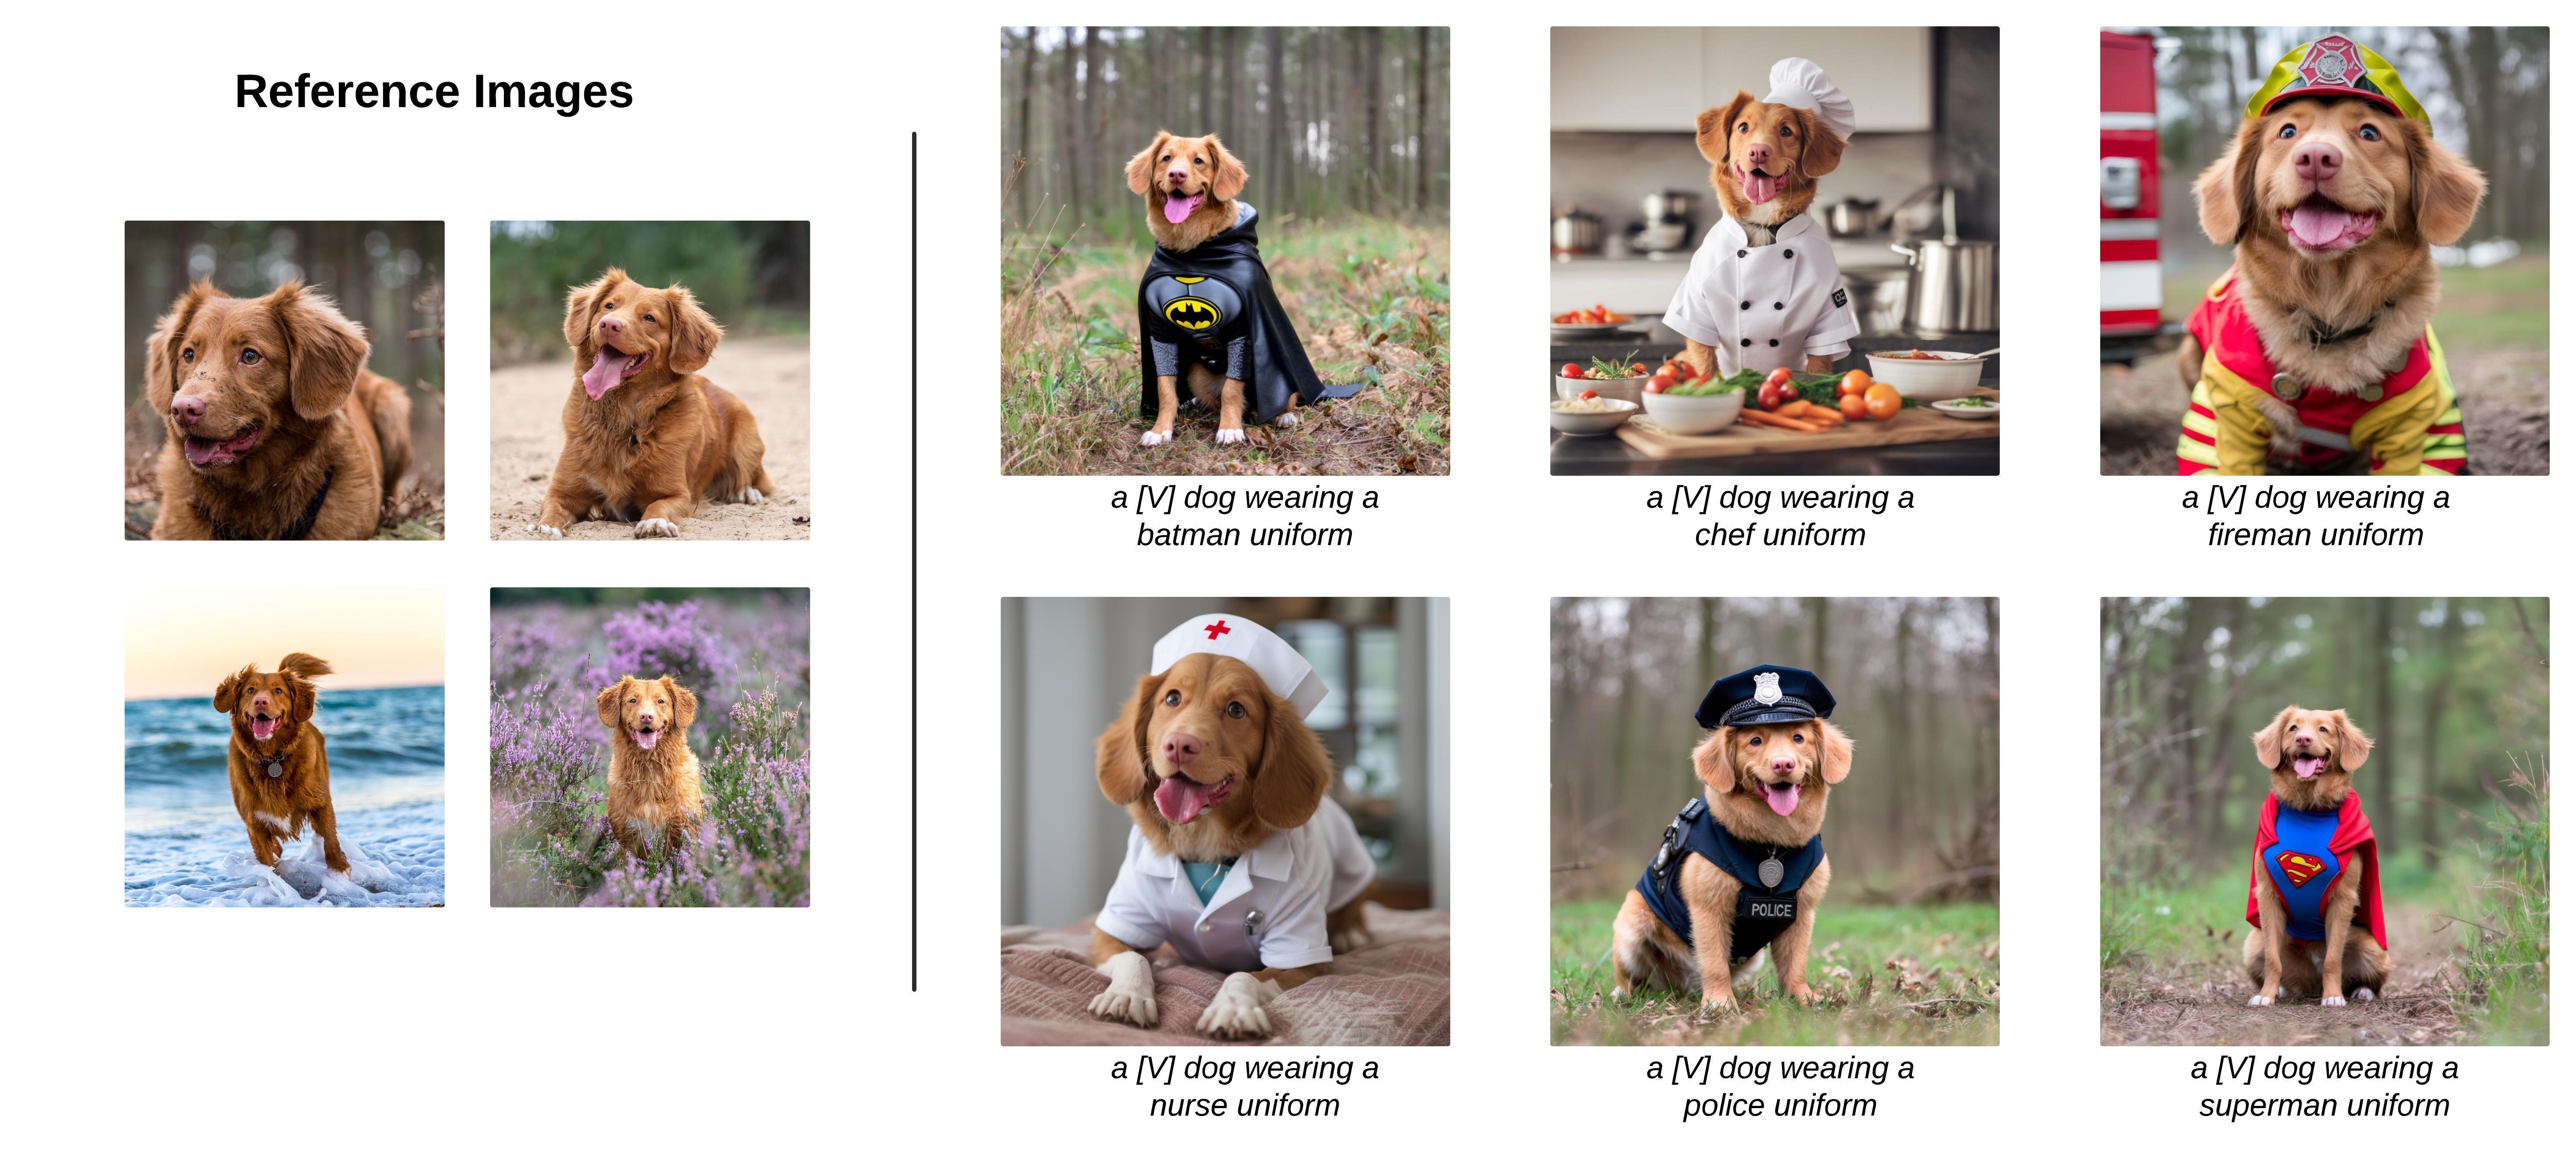 Reference Images
a [V] dog wearing a
batman uniform
a [V] dog wearing a
chef uniform
a [V] dog wearing a
fireman uniform
POLICE
a [V] dog wearing a
nurse uniform
a [V] dog wearing a
police uniform
a [V] dog wearing a
superman uniform